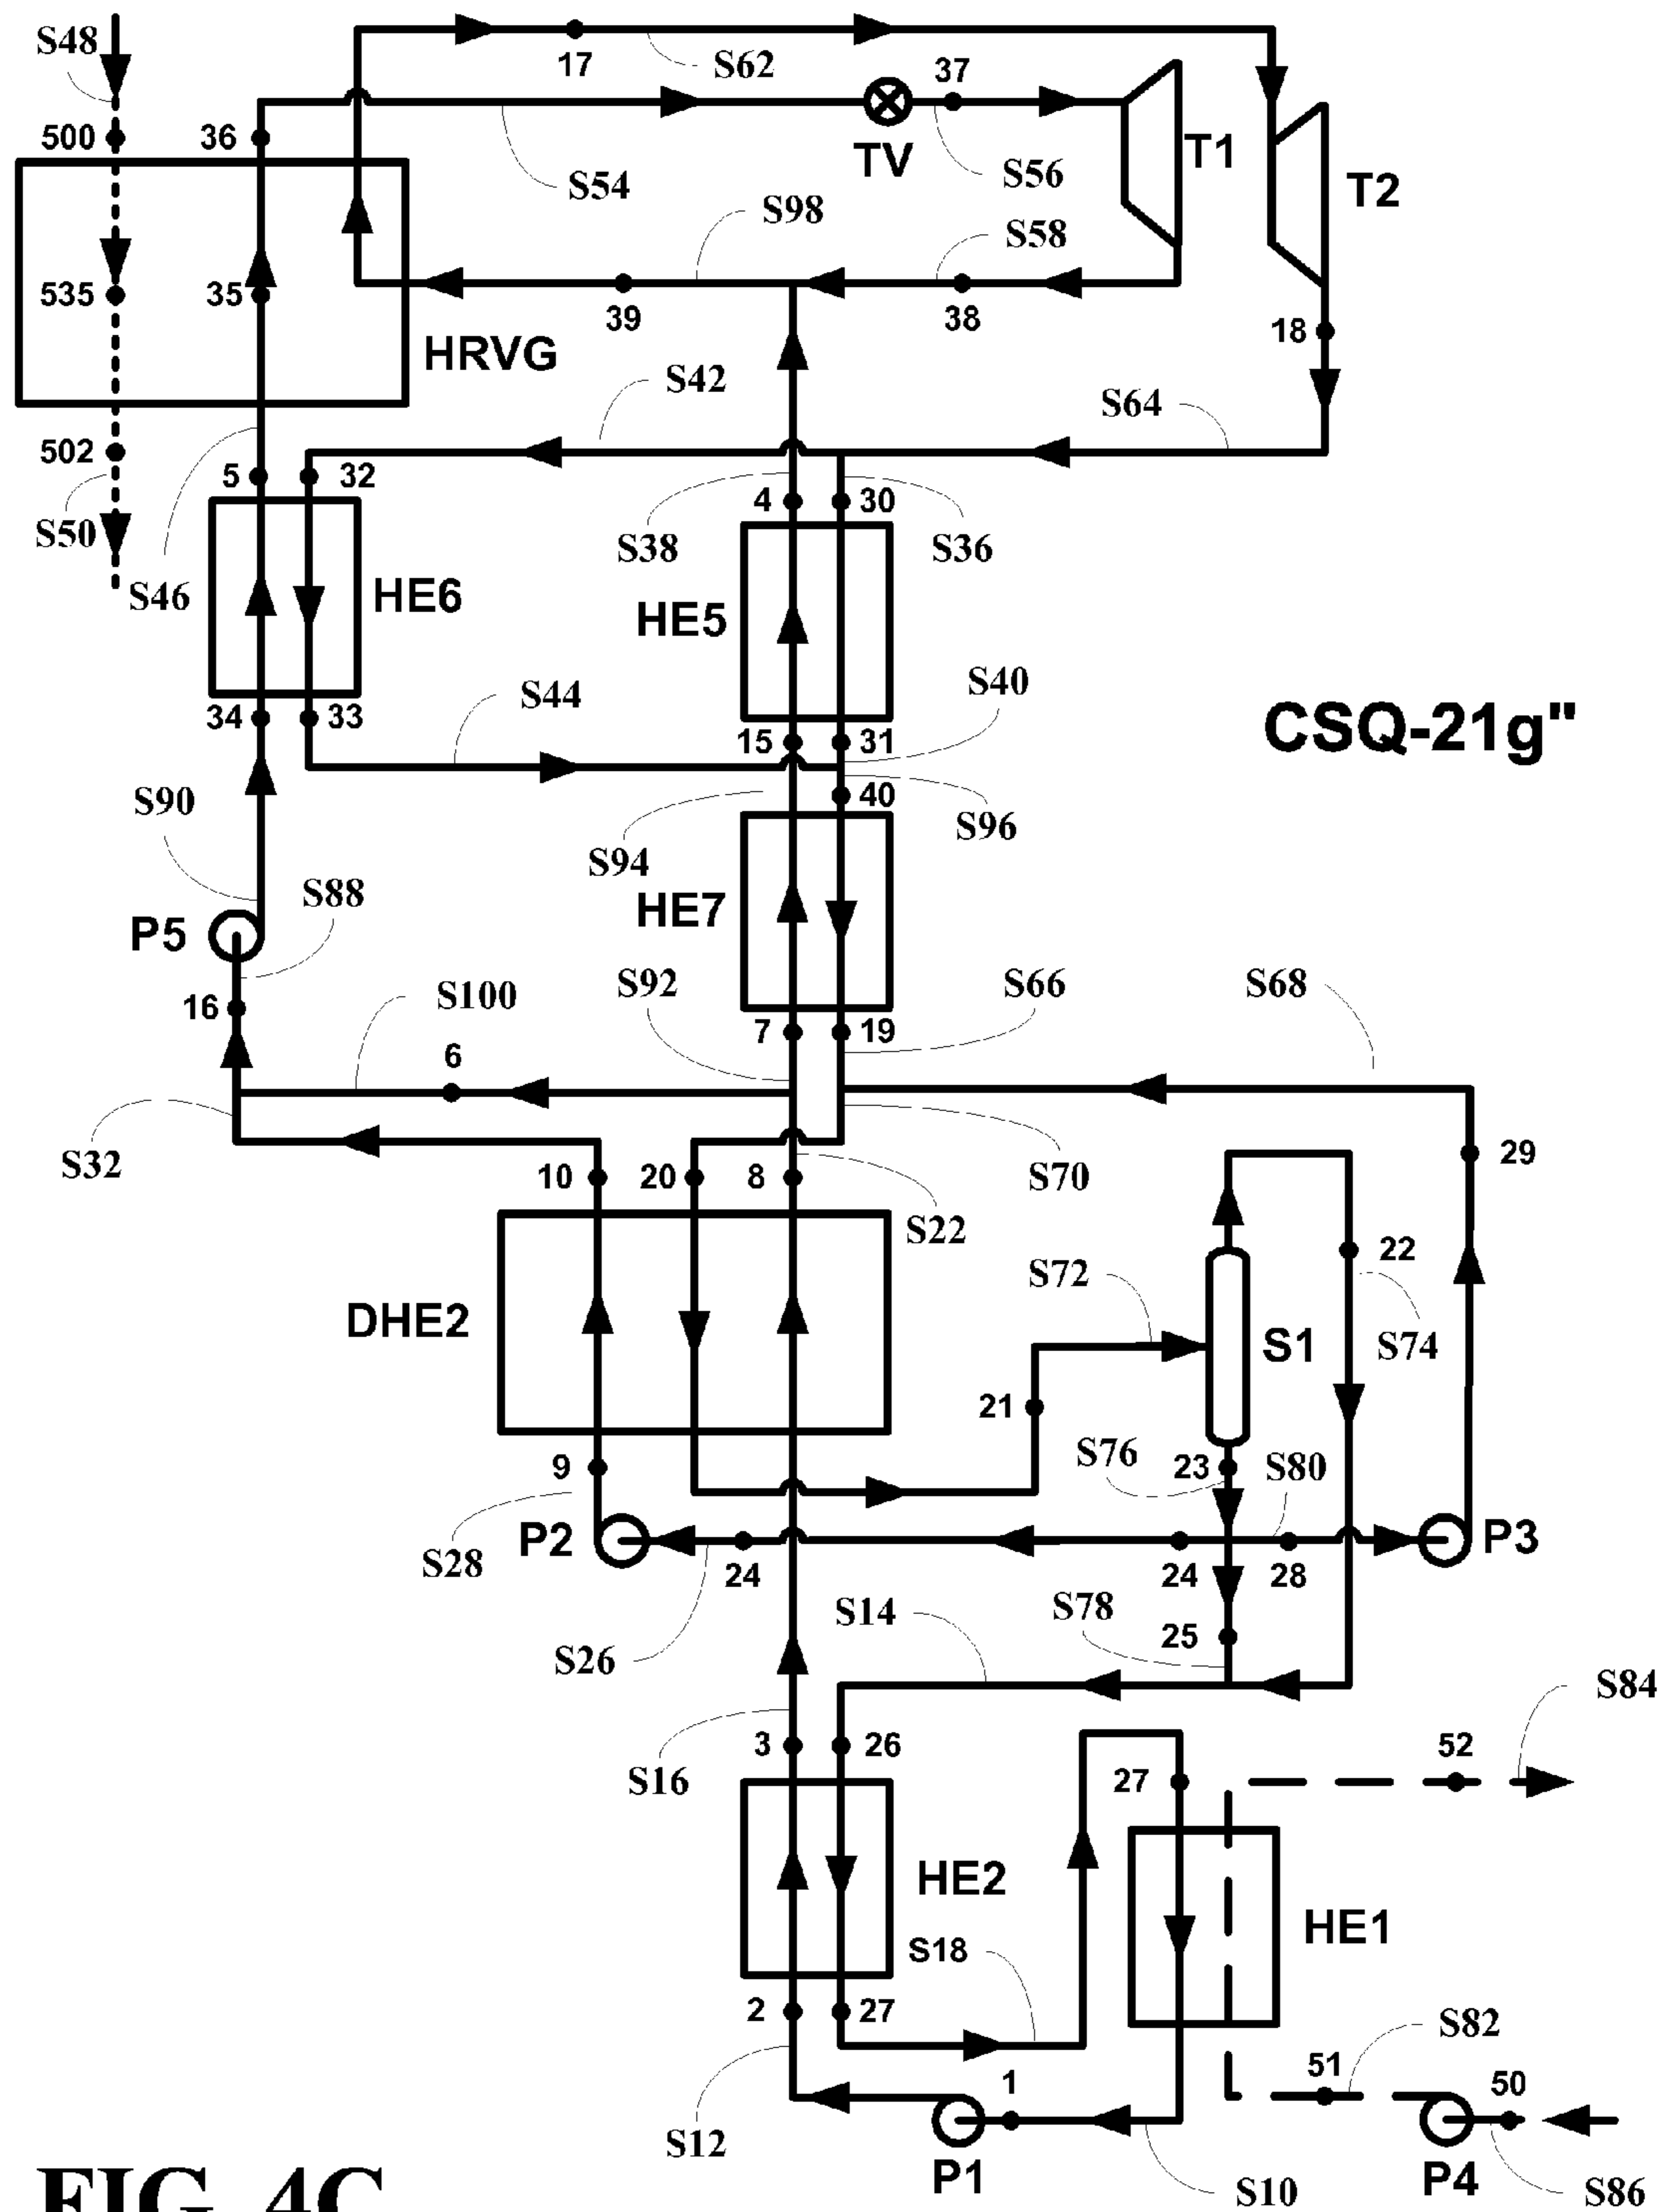 S48
17
S62
37
500
36
TV
T1
S54
S56
T2
S98
S58
535
35
39
38
18
HRVG
S42
S64
502
5
32
4
30
S50
S38
S36
S46
HE6
HE5
S40
S44
34
33
15
31
CSQ-21g"
S90
40
S96
S94
S88
HE7
P5
S92
S66
S68
16
S100
7
19
6
S32
29
10
20
8
S70
S22
22
S72
DHE2
S1
S74
21
S76
23
S80
9
S28
P2
24
24
28
P3
S14
S78
S26
25
S84
3
26
52
S16
27
HE2
HE1
S18
2
27
S82
1
51
50
S12
P1
S10
P4
S86
FIG. 4C